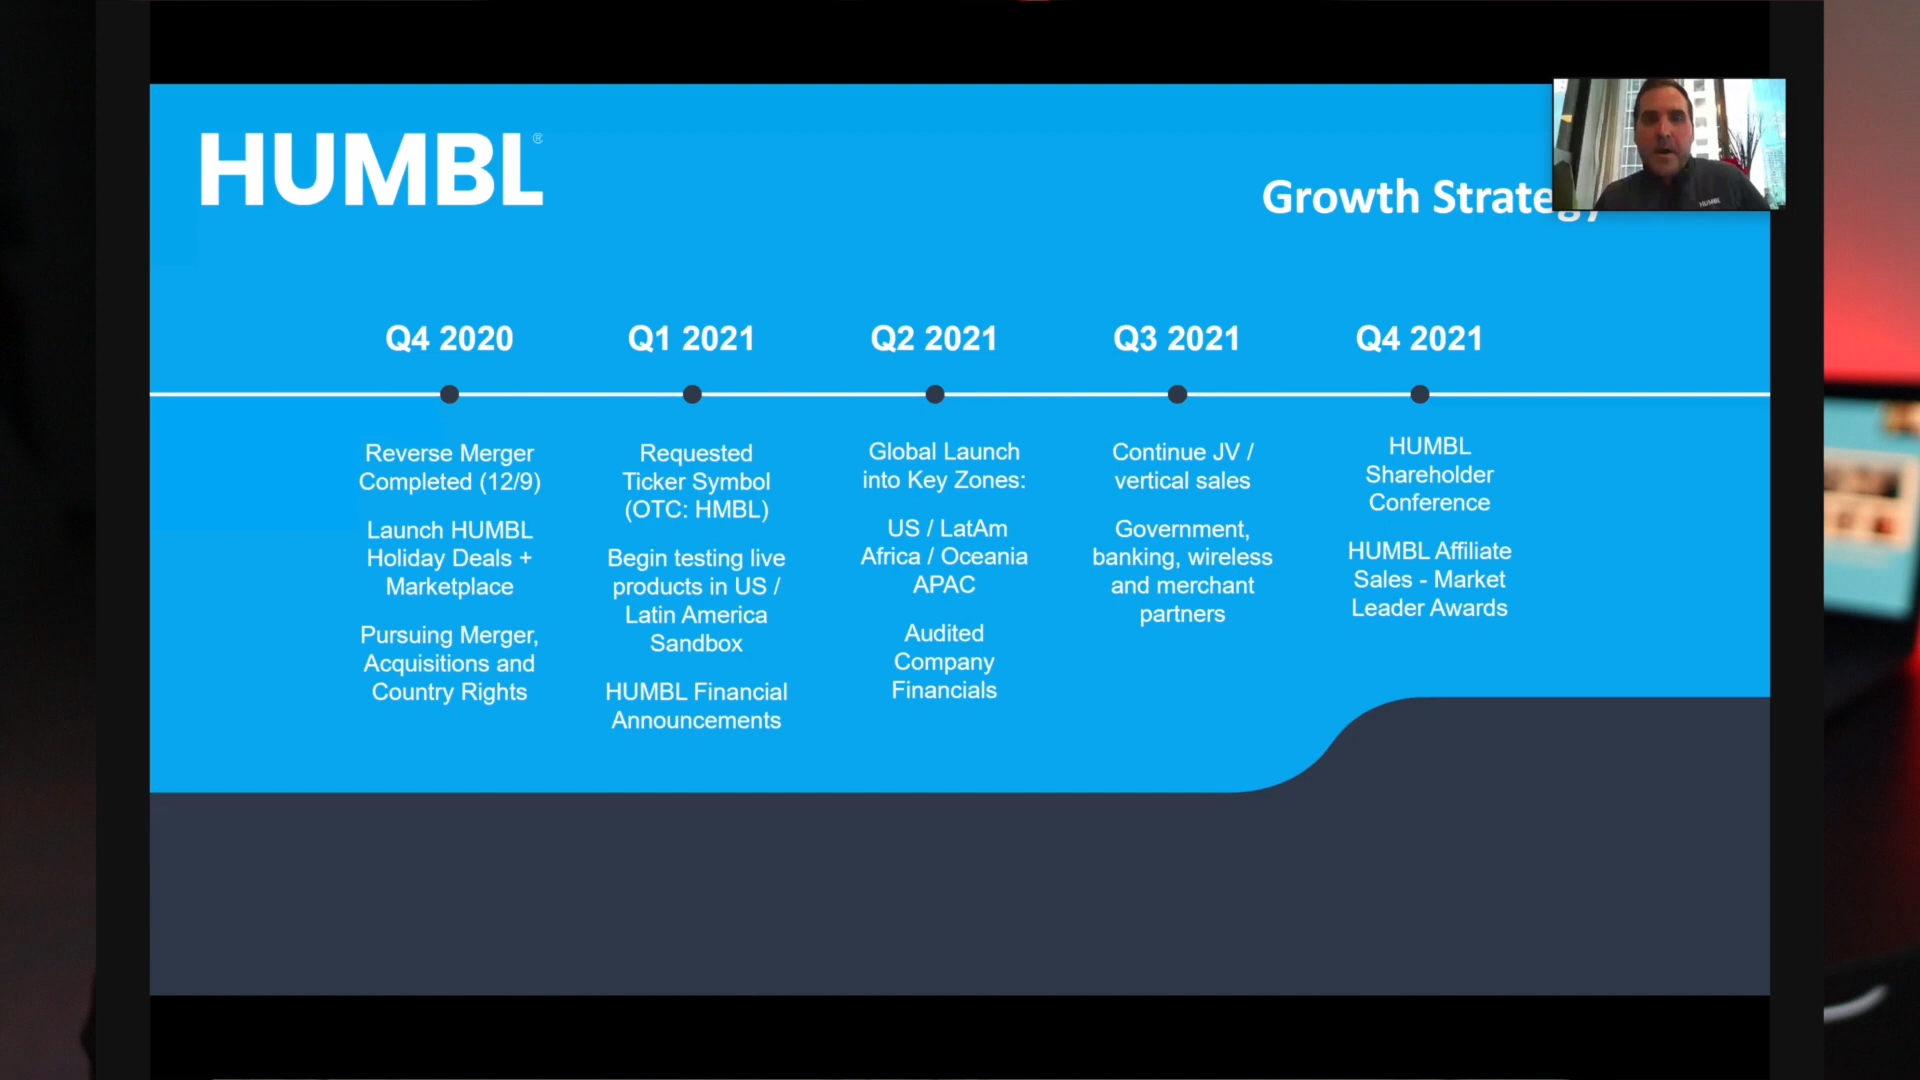 HUMBL®
Growth Strategy
Q4 2020
Reverse Merger
Completed (12/9)
Launch HUMBL
Holiday Deals +
Marketplace
Pursuing Merger,
Acquisitions and
Country Rights
Q1 2021
Requested
Ticker Symbol
(OTC: HMBL)
Begin testing live
products in US /
Latin America
Sandbox
HUMBL Financial
Announcements
Q2 2021
Global Launch
into Key Zones:
US / LatAm
Africa / Oceania
APAC
Audited
Company
Financials
Q3 2021
Continue JV /
vertical sales
Government,
banking, wireless
and merchant
partners
Q4 2021
HUMBL
Shareholder
Conference
HUMBL Affiliate
Sales - Market
Leader Awards
HUMBL